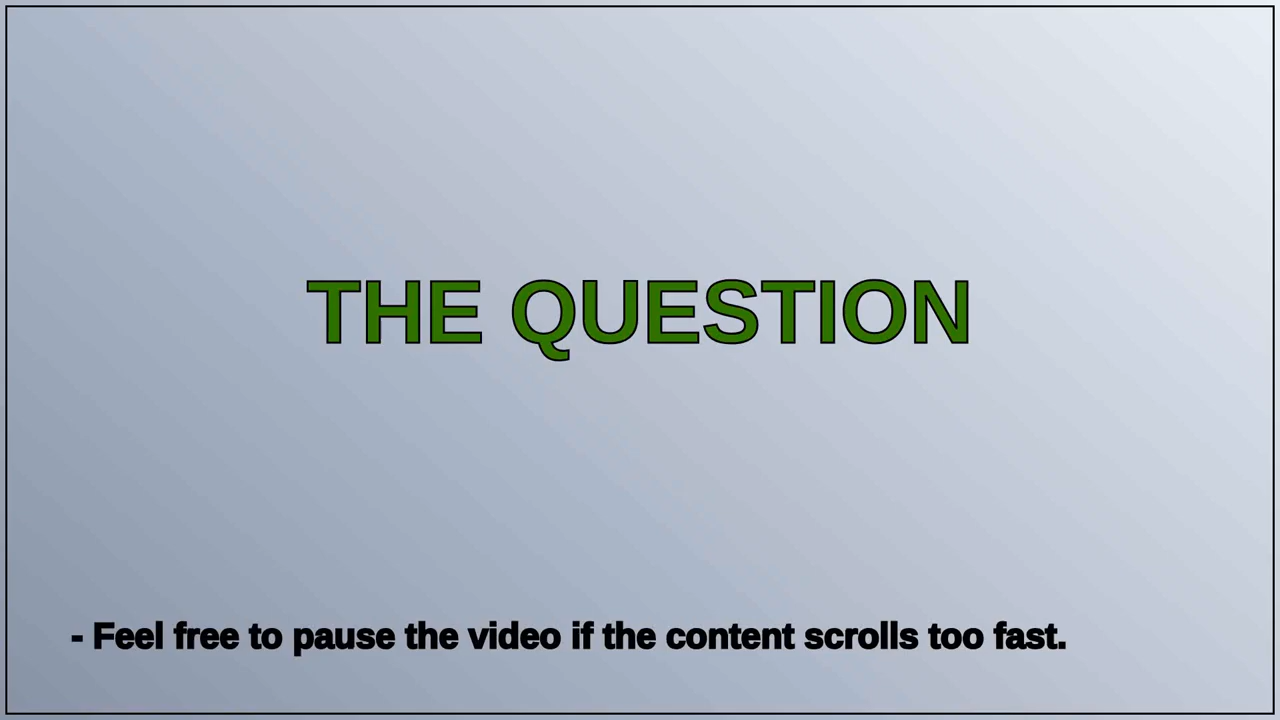 THE QUESTION
- Feel free to pause the video if the content scrolls too fast.